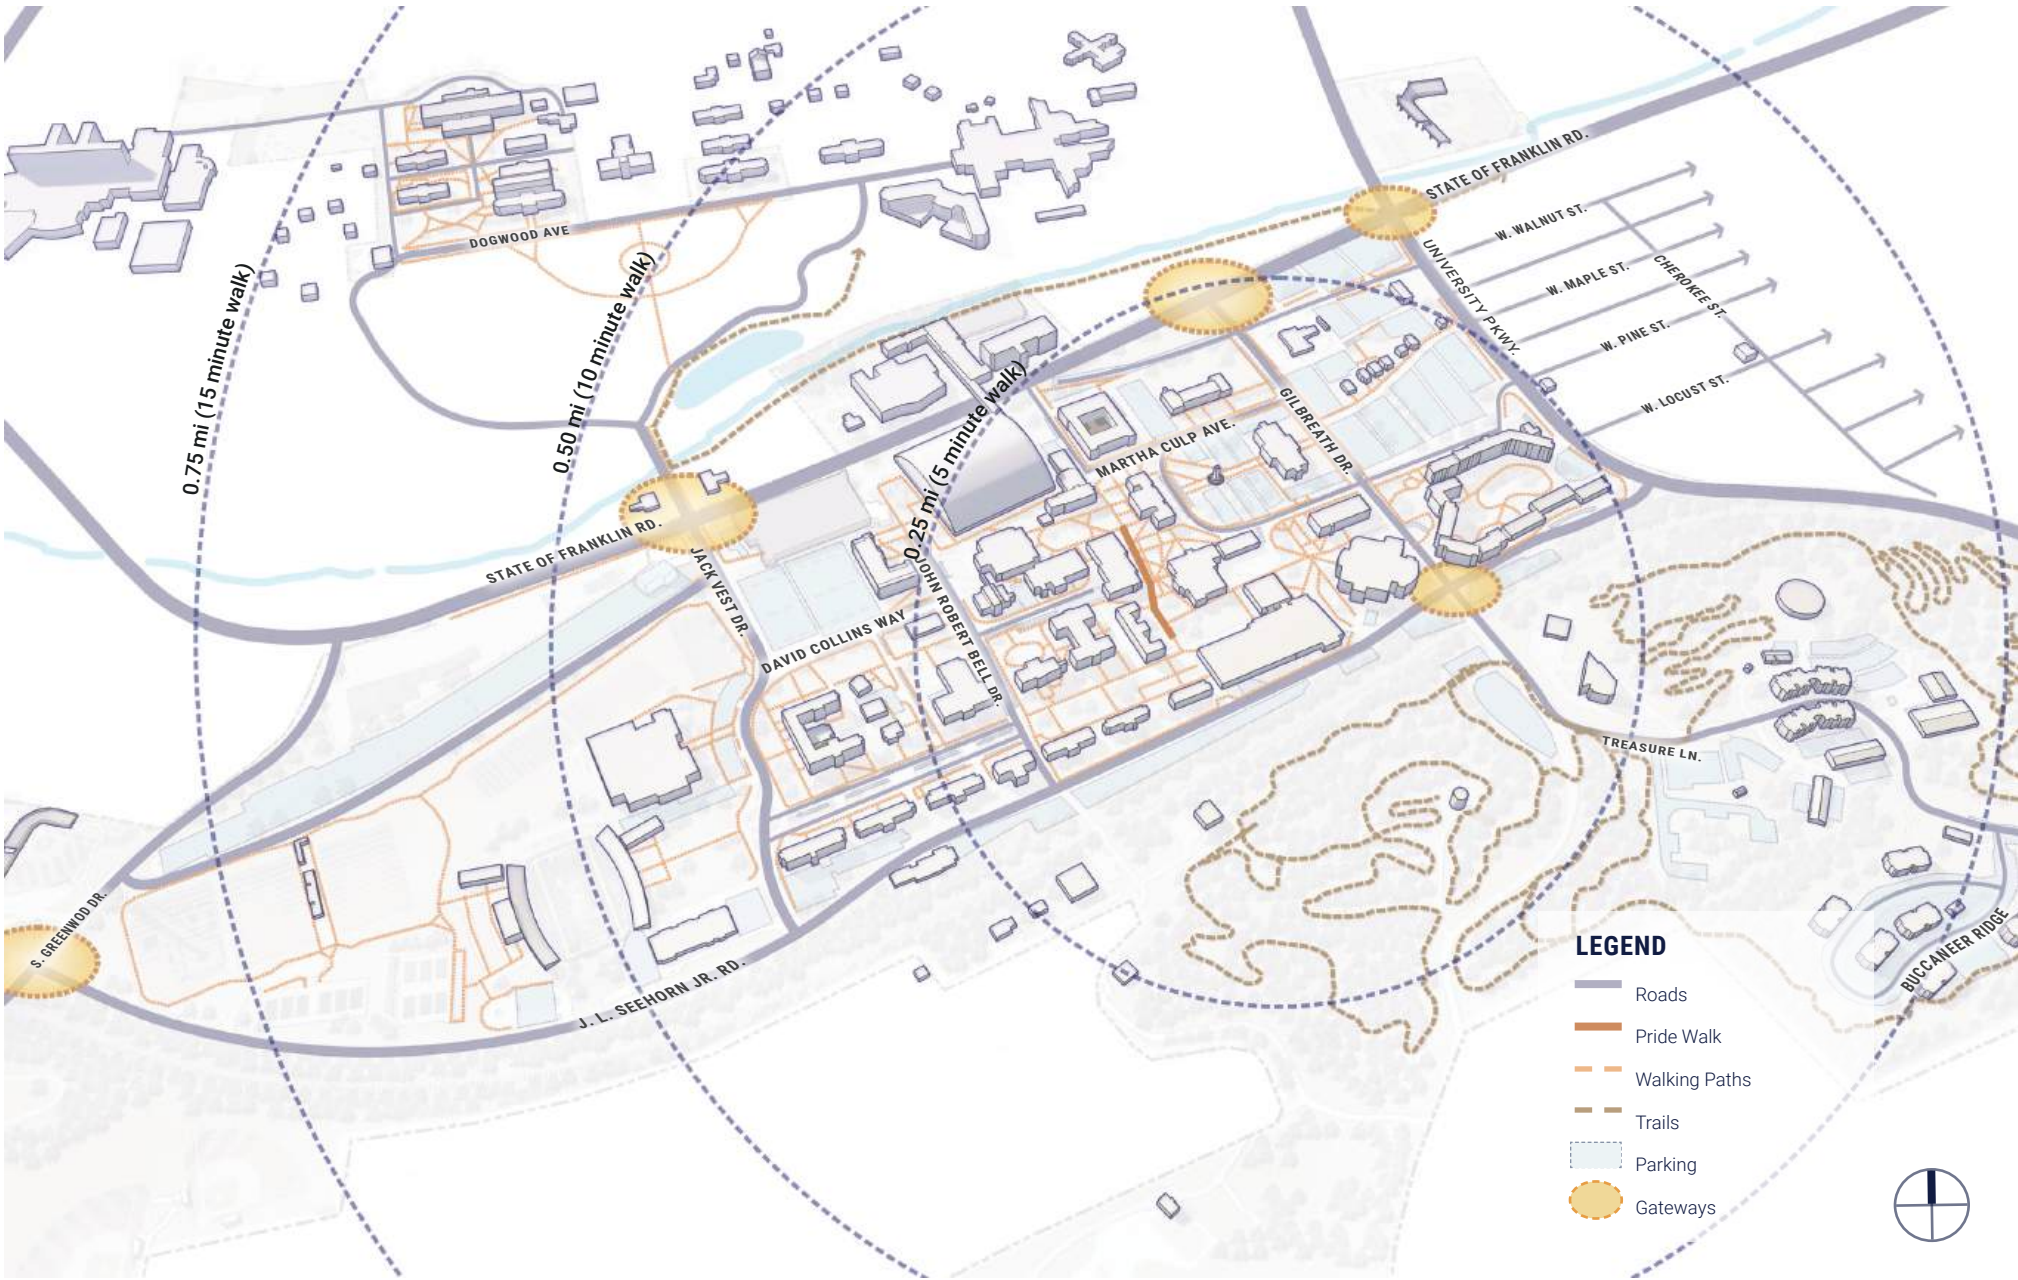 STATE OF FRANKLIN RD.
W. WALNUT ST.
DOGWOOD AVE
UNIVERSITY PKWY.
CHEROKEE ST.
W. MAPLE ST.
W. PINE ST.
W. LOCUST ST.
0.75 mi (15 minute walk)
0.50 mi (10 minute walk)
0.25 mi (5 minute walk)
GILBREATH DR.
MARTHA CULP AVE.
STATE OF FRANKLIN RD.
JACK VEST DR.
JOHN ROBERT BELL DR.
DAVID COLLINS WAY
TREASURE LN.
S. GREENWOD DR.
J. L. SEEHORN JR. RD.
BUCCANEER RIDGE
LEGEND
Roads
Pride Walk
Walking Paths
Trails
Parking
Gateways